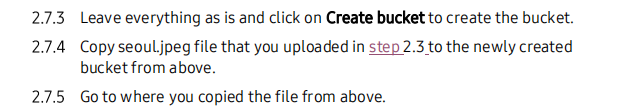 2.7.3 Leave everything as is and click on Create bucket to create the bucket.
2.7.4 Copy seoul.jpeg file that you uploaded in step 2.3 to the newly created
bucket from above.
2.7.5 Go to where you copied the file from above.